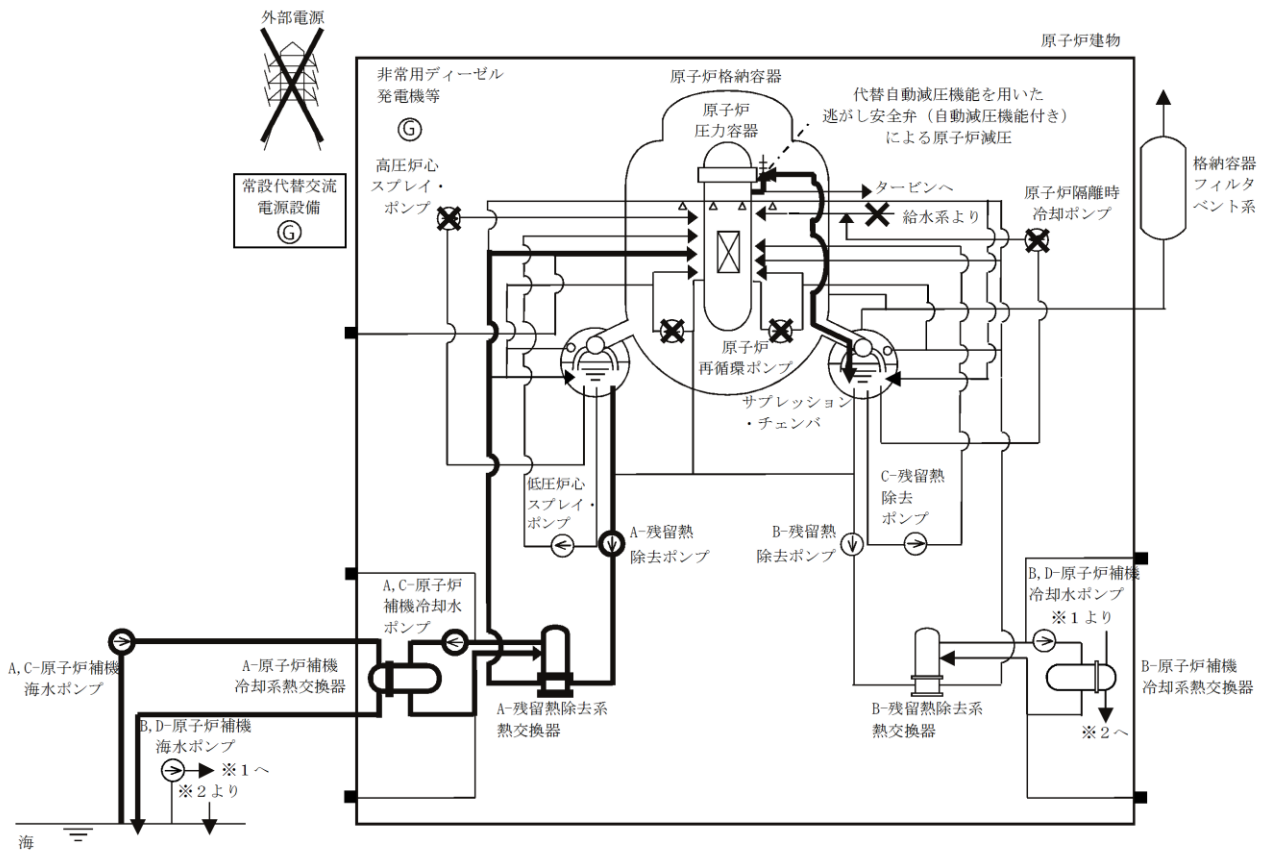 外部電源
原子炉建物
非常用ディーゼル
発電機等
G
原子炉格納容器
原子炉
圧力容器
代替自動減圧機能を用いた
逃がし安全弁（自動減圧機能付き）
による原子炉減圧
格納容器
フィルタ
ベント系
常設代替交流
電源設備
G
高圧炉心
スプレイ・
ポンプ
タービンへ
給水系より
原子炉隔離時
冷却ポンプ
原子炉
再循環ポンプ
サプレッション
・チェンバ
低圧炉心
スプレイ・
ポンプ
A-残留熱
除去ポンプ
B-残留熱
除去ポンプ
C-残留熱
除去
ポンプ
A,C-原子炉
補機冷却水
ポンプ
B,D-原子炉補機
冷却水ポンプ
※1より
A,C-原子炉補機
海水ポンプ
A-原子炉補機
冷却系熱交換器
B-原子炉補機
冷却系熱交換器
A-残留熱除去系
熱交換器
B-残留熱除去系
熱交換器
※2へ
B,D-原子炉補機
海水ポンプ
※1へ
※2より
海